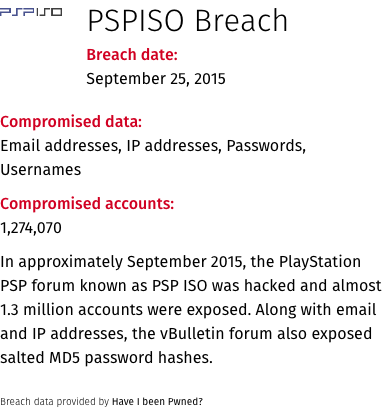 PSPISO
PSPISO Breach
Breach date:
September 25, 2015
Compromised data:
Email addresses, IP addresses, Passwords,
Usernames
Compromised accounts:
1,274,070
In approximately September 2015, the PlayStation
PSP forum known as PSP ISO was hacked and almost
1.3 million accounts were exposed. Along with email
and IP addresses, the vBulletin forum also exposed
salted MD5 password hashes.
Breach data provided by Have I been Pwned?